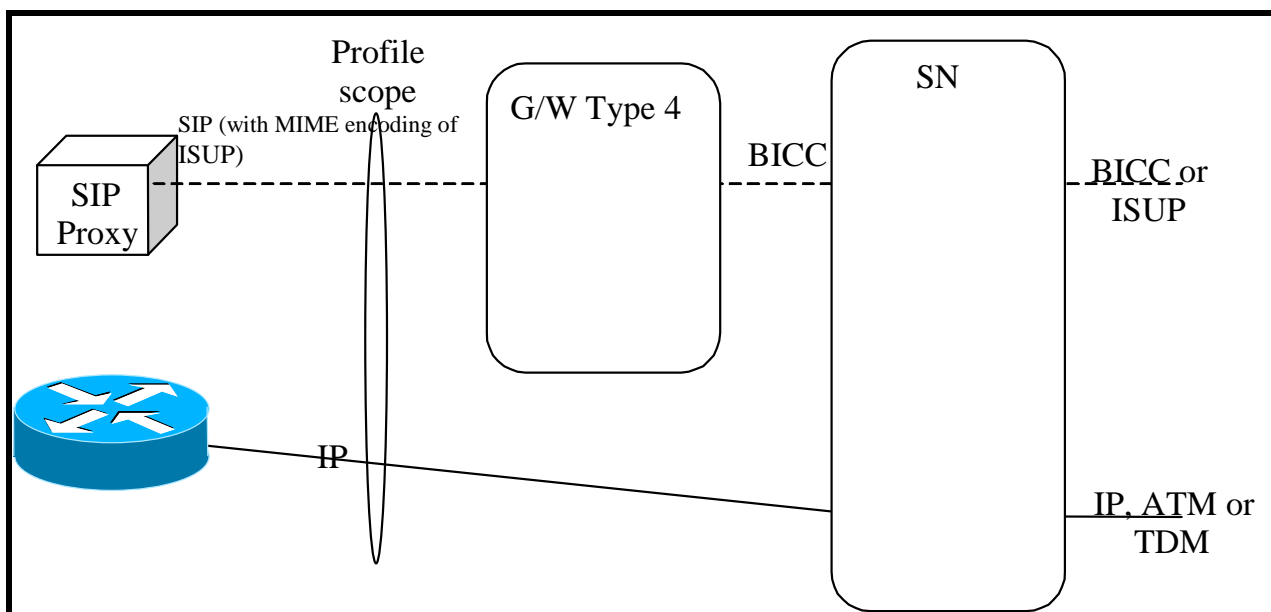 Profile
scope
SIP (with MIME encoding of
ISUP)
SIP
Proxy
G/W Type 4
BICC
SN
BICC or
ISUP
IP
IP, ATM or
TDM